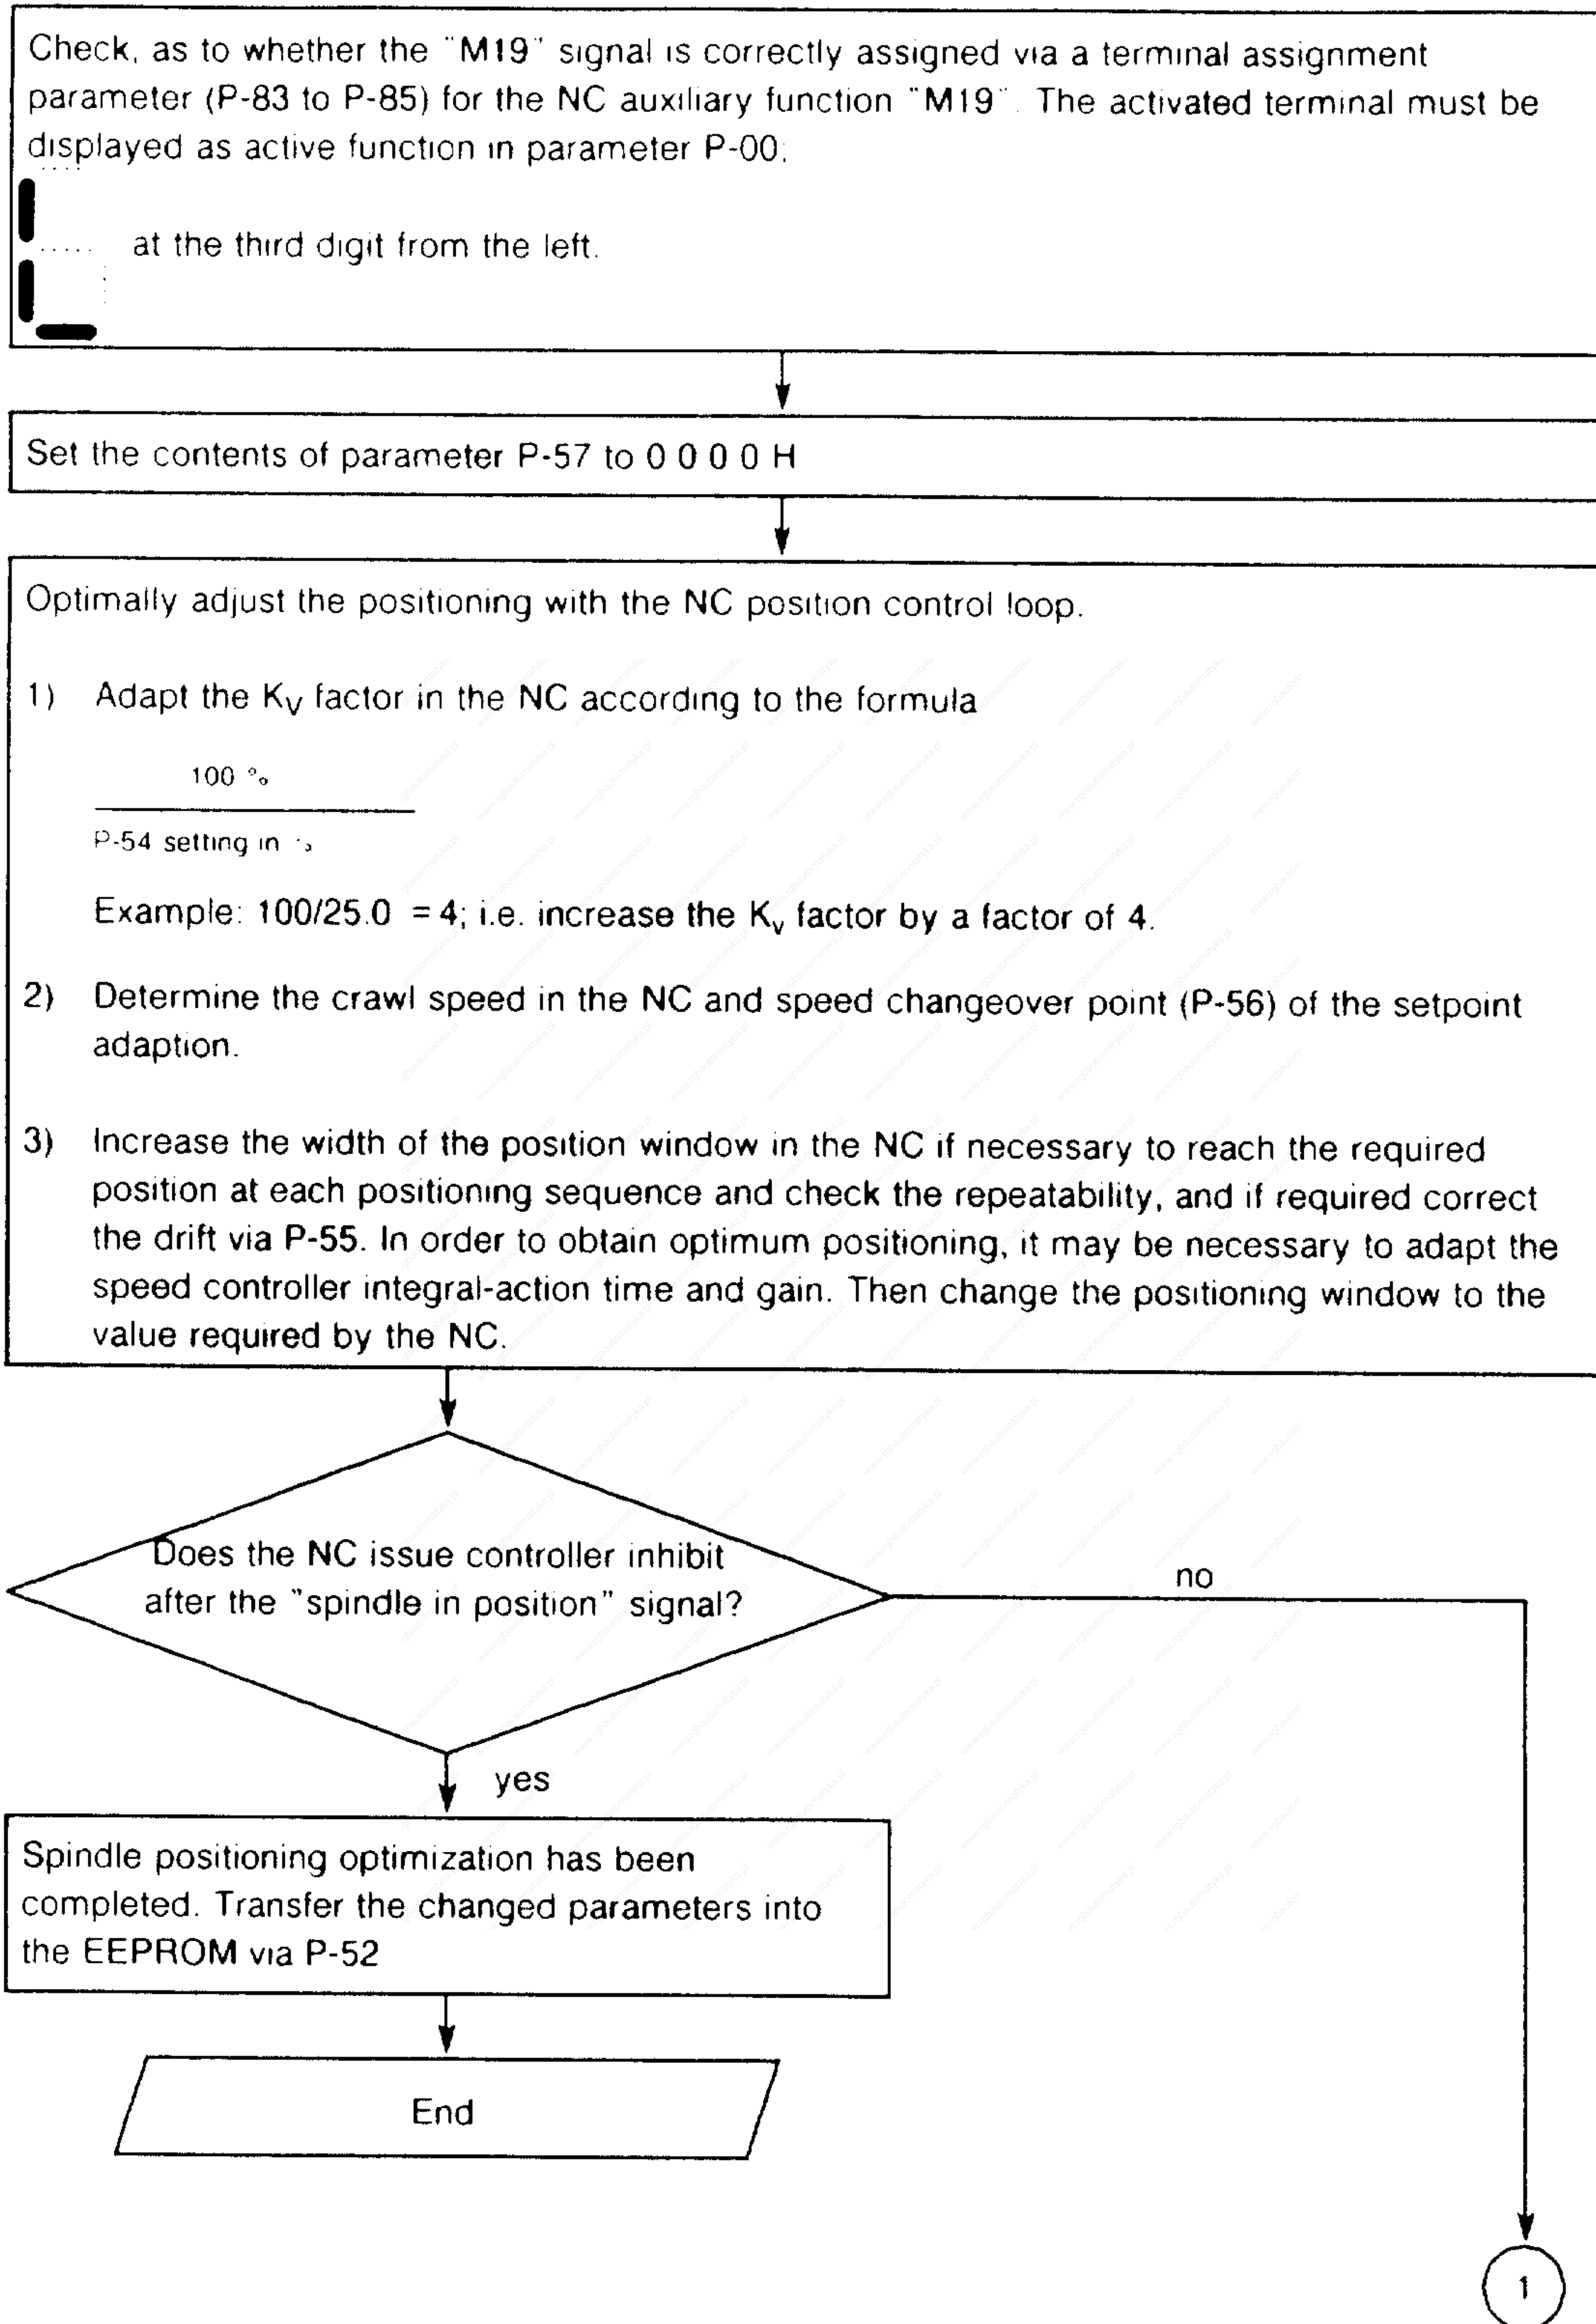 Check, as to whether the "M19" signal is correctly assigned via a terminal assignment
parameter (P-83 to P-85) for the NC auxiliary function "M19". The activated terminal must be
displayed as active function in parameter P-00:
at the third digit from the left.
Set the contents of parameter P-57 to 0 0 0 0 H
Optimally adjust the positioning with the NC position control loop.
1) Adapt the KV factor in the NC according to the formula
100 %
P-54 setting in %
Example: 100/25.0 = 4; i.e. increase the Kv factor by a factor of 4.
2) Determine the crawl speed in the NC and speed changeover point (P-56) of the setpoint
adaption.
3) Increase the width of the position window in the NC if necessary to reach the required
position at each positioning sequence and check the repeatability, and if required correct
the drift via P-55. In order to obtain optimum positioning, it may be necessary to adapt the
speed controller integral-action time and gain. Then change the positioning window to the
value required by the NC.
Does the NC issue controller inhibit
after the "spindle in position" signal?
no
yes
Spindle positioning optimization has been
completed. Transfer the changed parameters into
the EEPROM via P-52
End
1